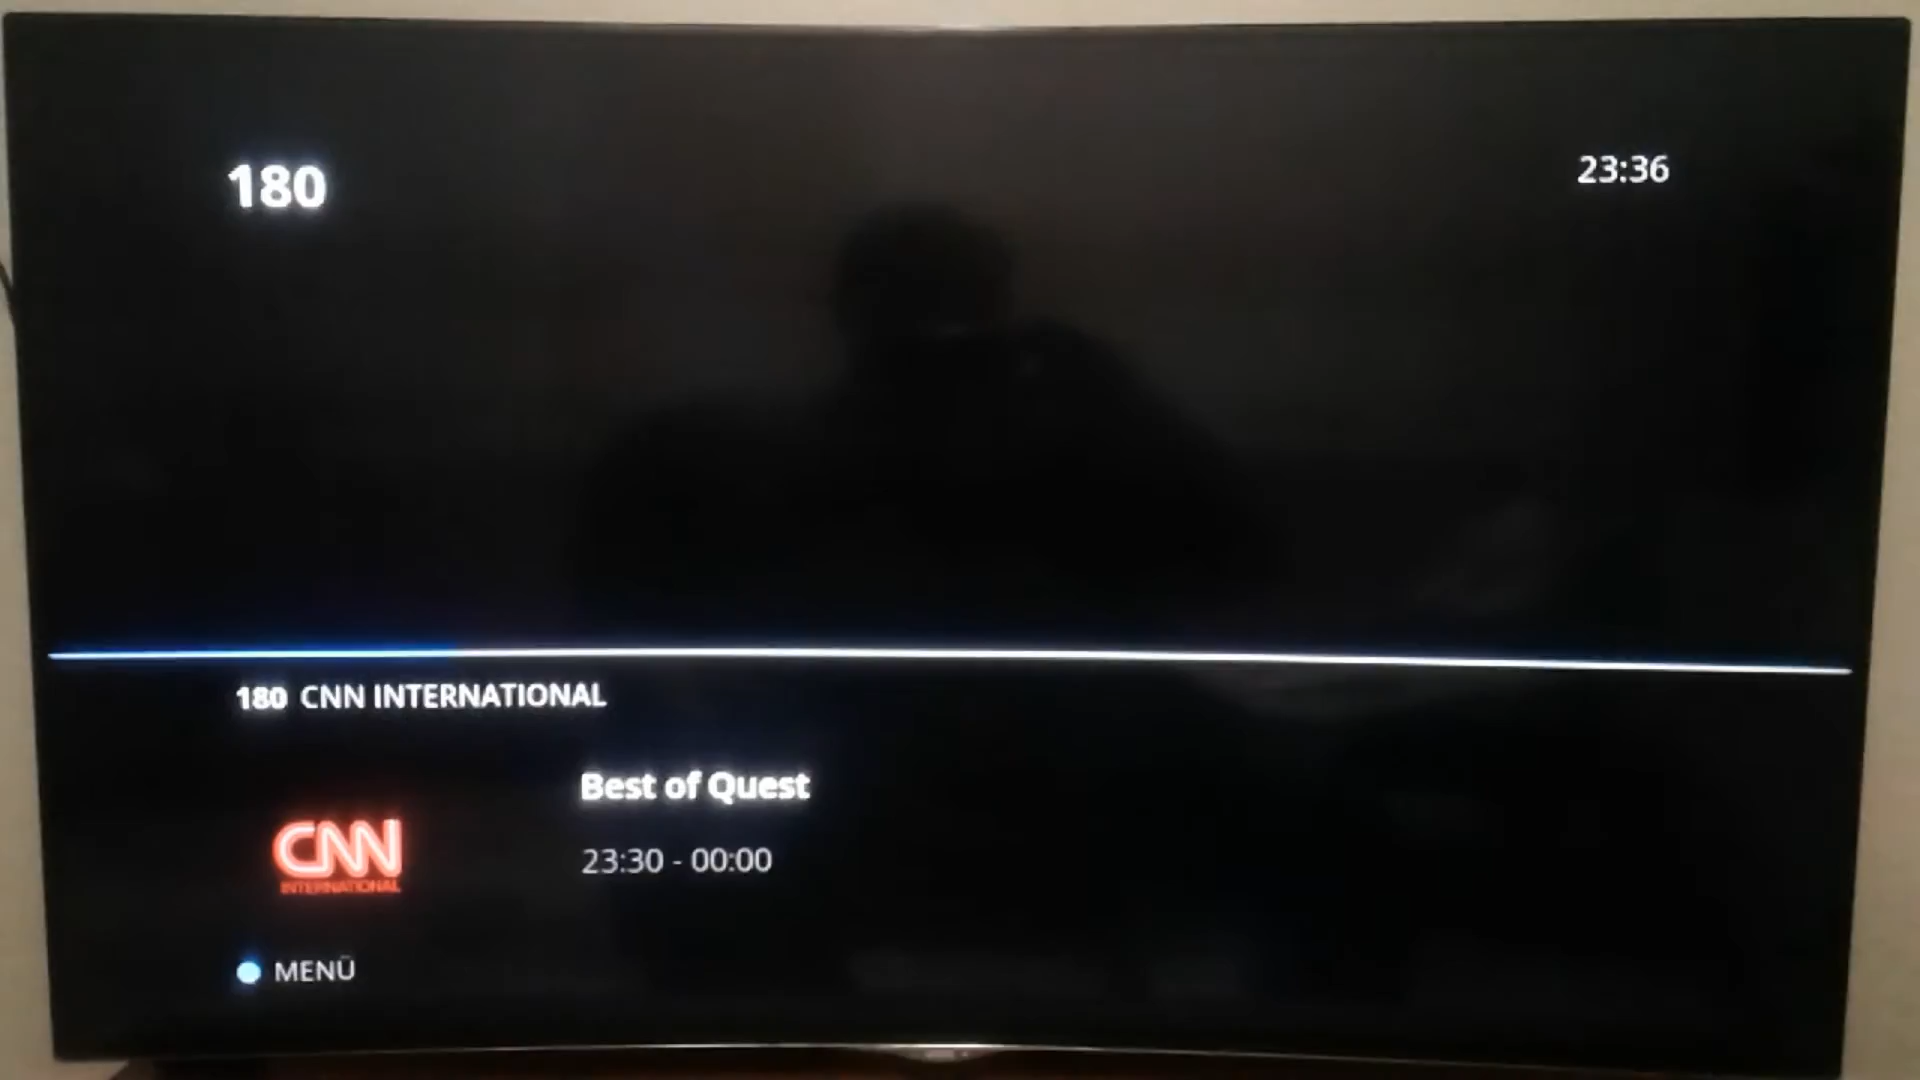 180
23:36
180 CNN INTERNATIONAL
Best of Quest
CNN
INTERNATIONAL
23:30 - 00:00
MENÜ